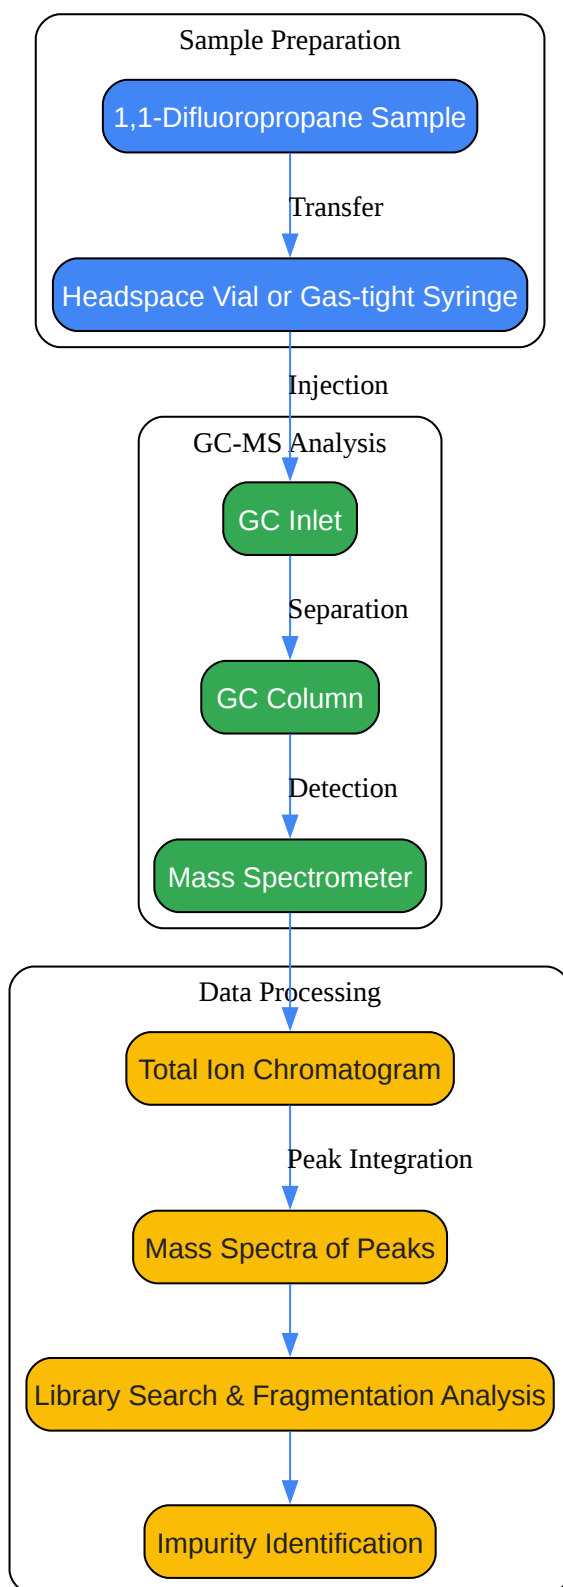 Sample Preparation
1,1-Difluoropropane Sample
Transfer
Headspace Vial or Gas-tight Syringe
Injection
GC-MS Analysis
GC Inlet
Separation
GC Column
Detection
Mass Spectrometer
Data Processing
Total Ion Chromatogram
Peak Integration
Mass Spectra of Peaks
Library Search & Fragmentation Analysis
Impurity Identification